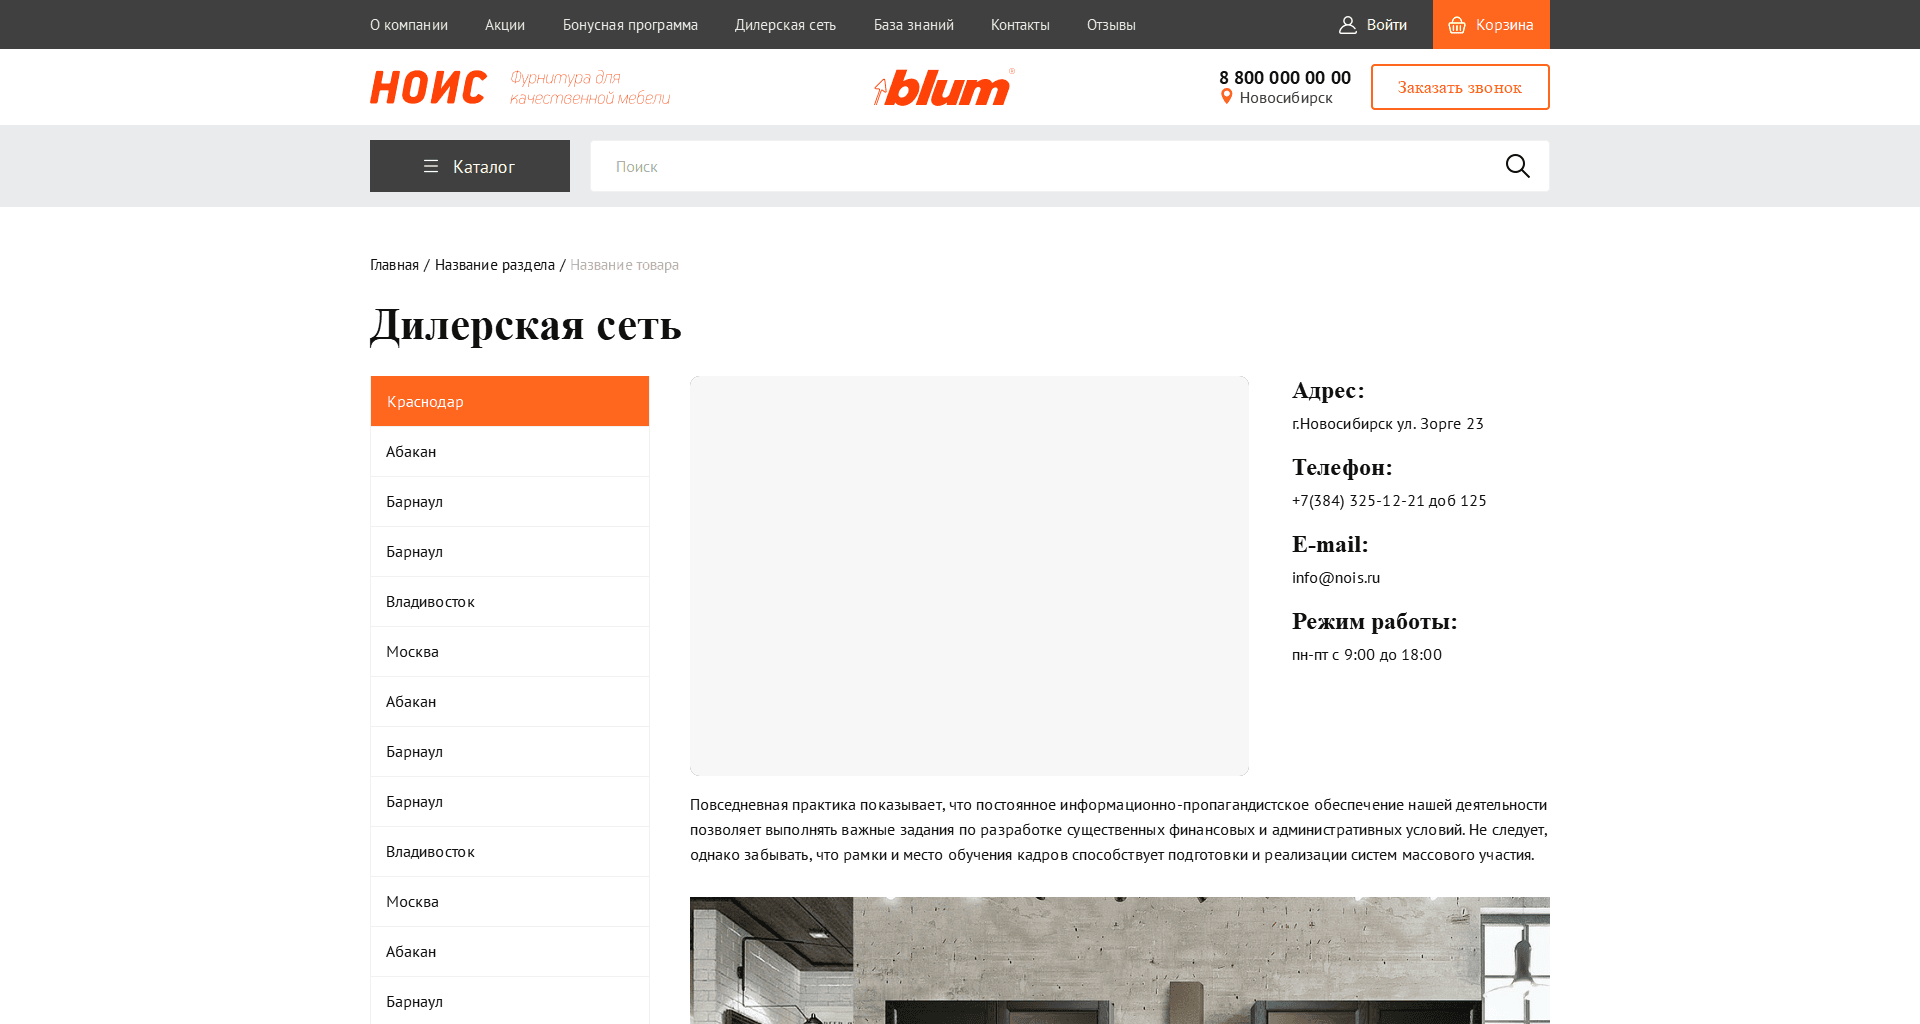 О компании Акции Бонусная программа Дилерская сеть База знаний Контакты Отзывы Войти Корзина
НОИС Фурнитура для
качественной мебели
blum®
8 800 000 00 00
Новосибирск
Заказать звонок
Каталог Поиск
Главная / Название раздела / Название товара
Дилерская сеть
Краснодар
Абакан
Барнаул
Барнаул
Владивосток
Москва
Абакан
Барнаул
Барнаул
Владивосток
Москва
Абакан
Барнаул
Адрес:
г.Новосибирск ул. Зорге 23
Телефон:
+7(384) 325-12-21 доб 125
E-mail:
info@nois.ru
Режим работы:
пн-пт с 9:00 до 18:00
Повседневная практика показывает, что постоянное информационно-пропагандистское обеспечение нашей деятельности
позволяет выполнять важные задания по разработке существенных финансовых и административных условий. Не следует,
однако забывать, что рамки и место обучения кадров способствует подготовки и реализации систем массового участия.